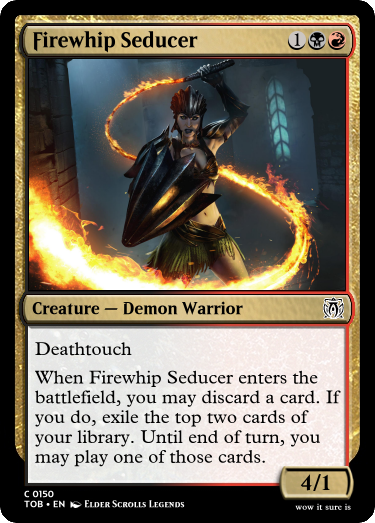 Firewhip Seducer 1
Creature — Demon Warrior
Deathtouch
When Firewhip Seducer enters the
battlefield, you may discard a card. If
you do, exile the top two cards of
your library. Until end of turn, you
may play one of those cards.
4/1
C 0150
TOB • EN Elder Scrolls Legends
wow it sure is